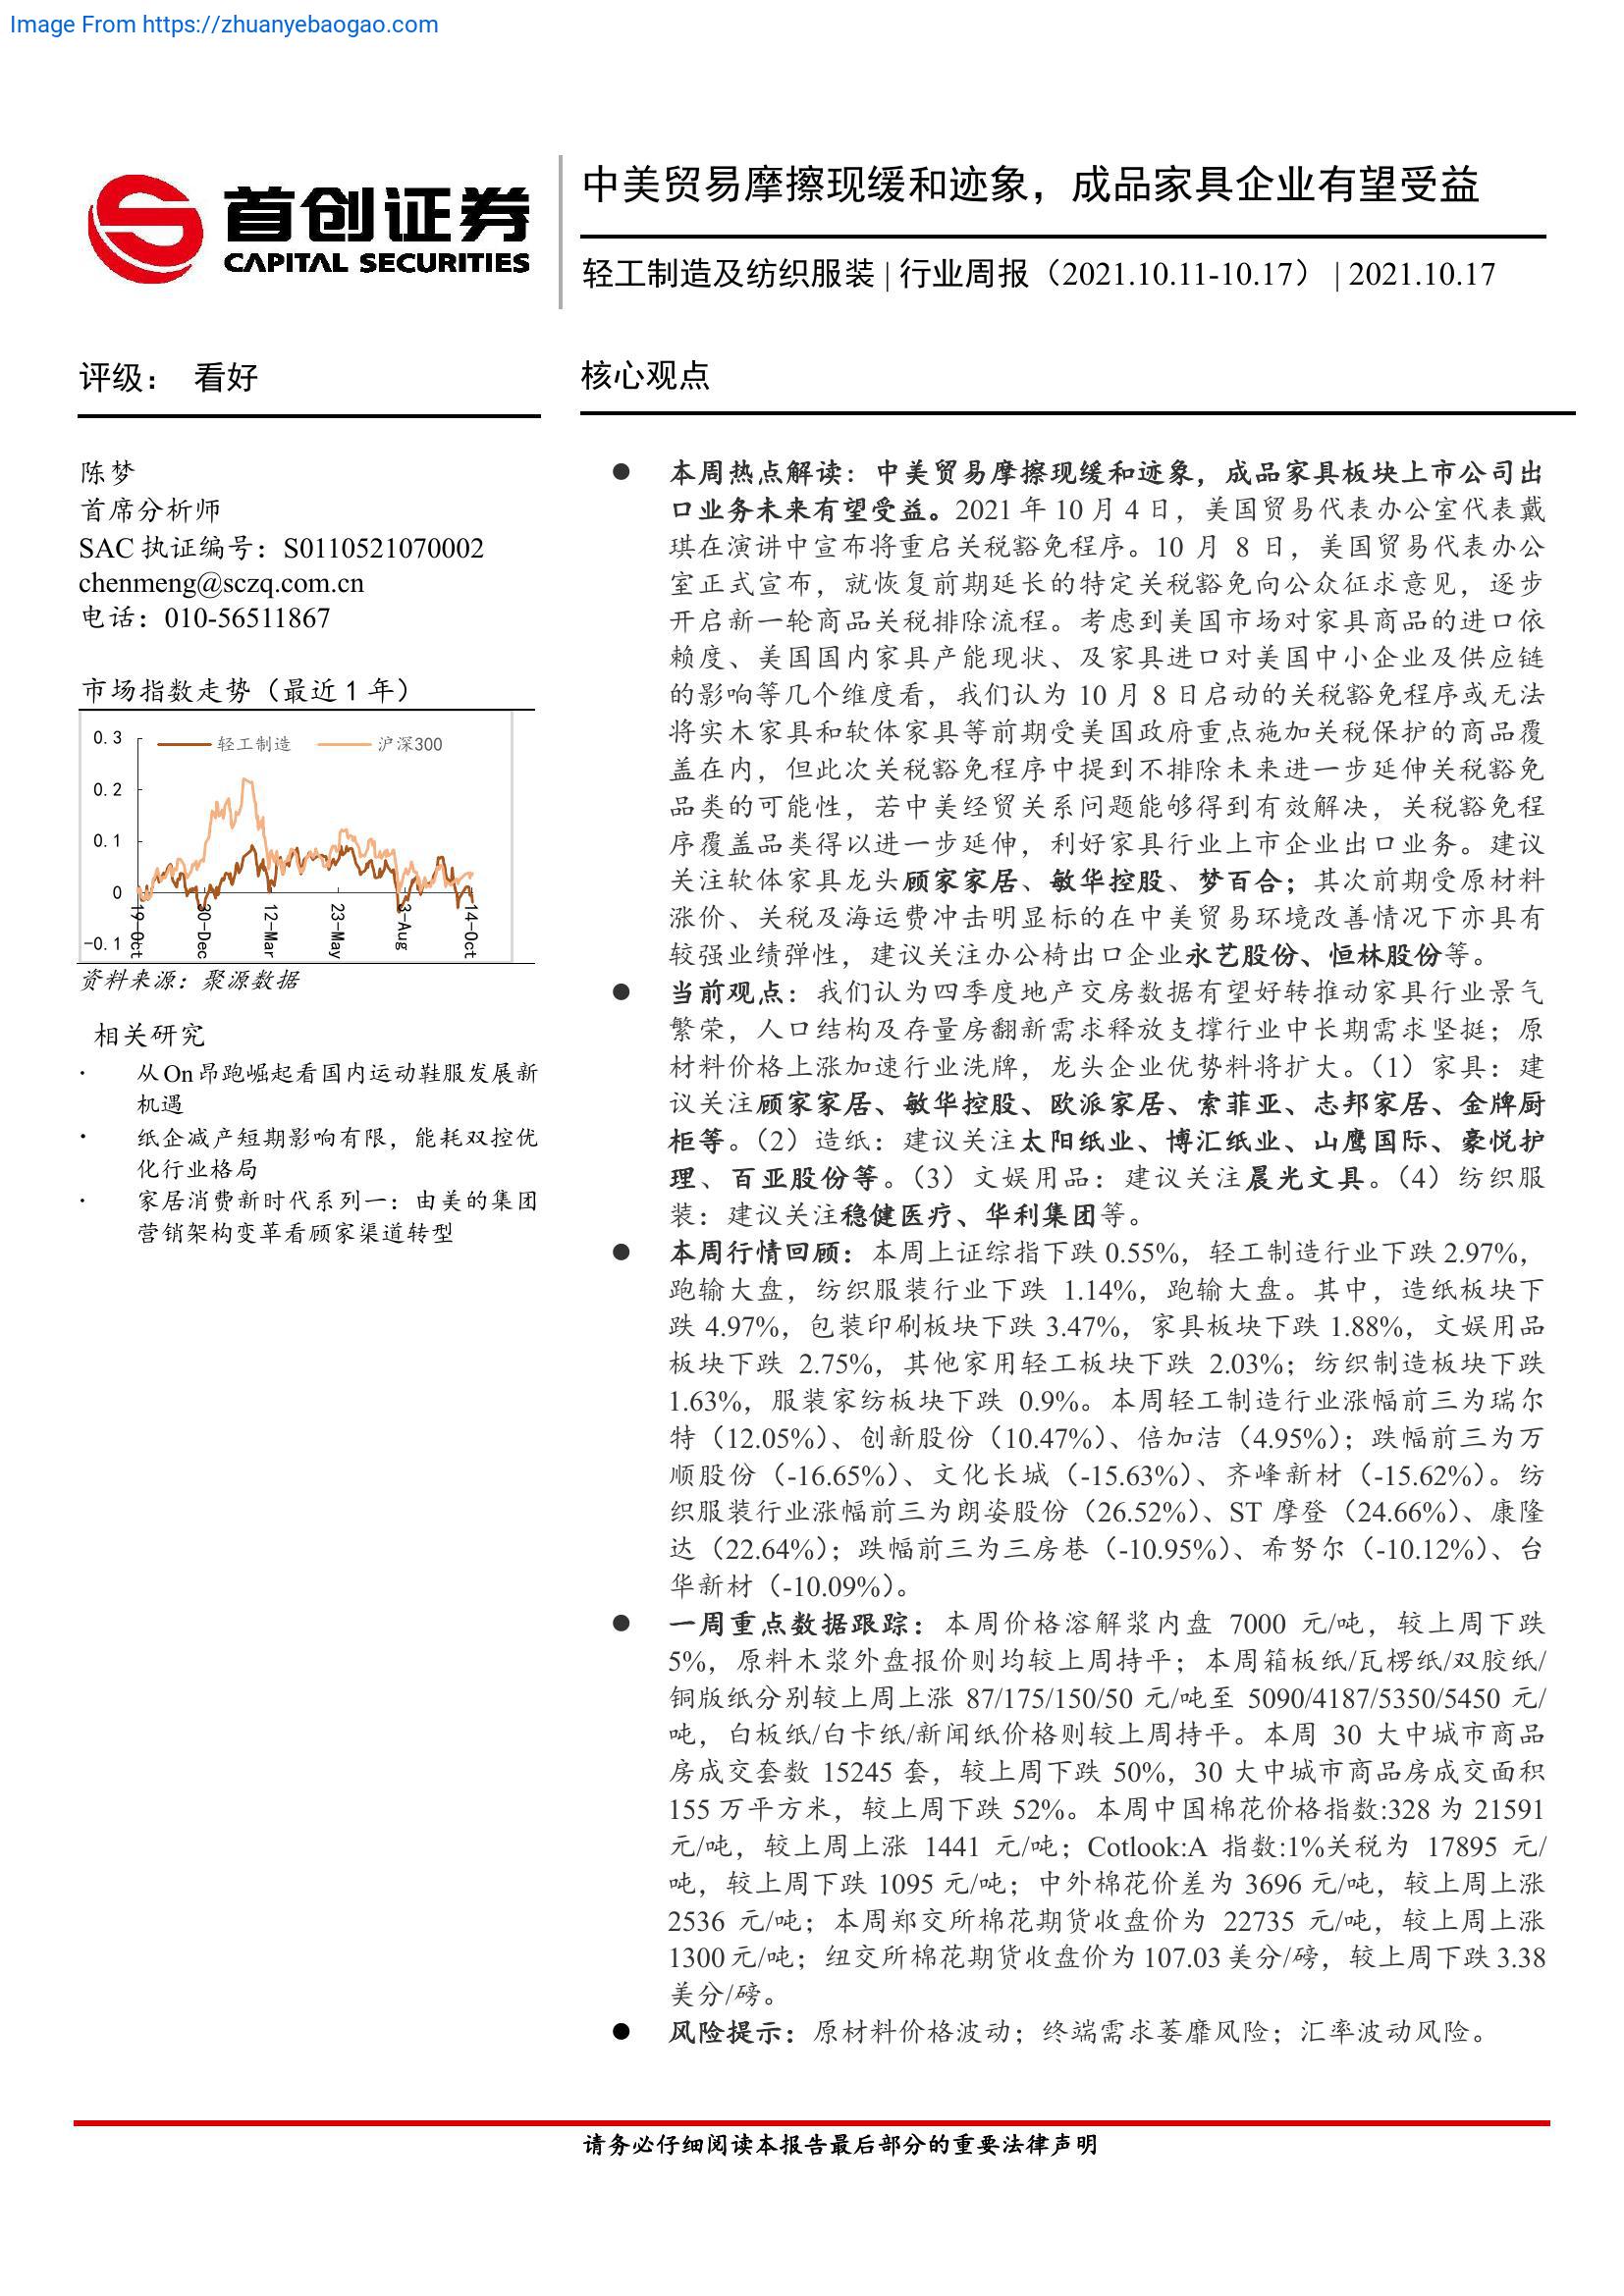 Image From https://zhuanyebaogao.com
首创证券
CAPITAL SECURITIES
中美贸易摩擦现缓和迹象，成品家具企业有望受益
轻工制造及纺织服装 | 行业周报（2021.10.11-10.17） | 2021.10.17
评级： 看好
陈梦
首席分析师
SAC 执证编号：S0110521070002
chenmeng@sczq.com.cn
电话：010-56511867
市场指数走势（最近 1 年）
轻工制造 沪深300
0.3
0.2
0.1
0
-0.1
19-Oct
30-Dec
12-Mar
23-May
3-Aug
14-Oct
资料来源：聚源数据
相关研究
· 从 On 昂跑崛起看国内运动鞋服发展新
机遇
· 纸企减产短期影响有限，能耗双控优
化行业格局
· 家居消费新时代系列一：由美的集团
营销架构变革看顾家渠道转型
核心观点
● 本周热点解读：中美贸易摩擦现缓和迹象，成品家具板块上市公司出
口业务未来有望受益。2021 年 10 月 4 日，美国贸易代表办公室代表戴
琪在演讲中宣布将重启关税豁免程序。10 月 8 日，美国贸易代表办公
室正式宣布，就恢复前期延长的特定关税豁免向公众征求意见，逐步
开启新一轮商品关税排除流程。考虑到美国市场对家具商品的进口依
赖度、美国国内家具产能现状、及家具进口对美国中小企业及供应链
的影响等几个维度看，我们认为 10 月 8 日启动的关税豁免程序或无法
将实木家具和软体家具等前期受美国政府重点施加关税保护的商品覆
盖在内，但此次关税豁免程序中提到不排除未来进一步延伸关税豁免
品类的可能性，若中美经贸关系问题能够得到有效解决，关税豁免程
序覆盖品类得以进一步延伸，利好家具行业上市企业出口业务。建议
关注软体家具龙头顾家家居、敏华控股、梦百合；其次前期受原材料
涨价、关税及海运费冲击明显标的在中美贸易环境改善情况下亦具有
较强业绩弹性，建议关注办公椅出口企业永艺股份、恒林股份等。
● 当前观点：我们认为四季度地产交房数据有望好转推动家具行业景气
繁荣，人口结构及存量房翻新需求释放支撑行业中长期需求坚挺；原
材料价格上涨加速行业洗牌，龙头企业优势料将扩大。（1）家具：建
议关注顾家家居、敏华控股、欧派家居、索菲亚、志邦家居、金牌厨
柜等。（2）造纸：建议关注太阳纸业、博汇纸业、山鹰国际、豪悦护
理、百亚股份等。（3）文娱用品：建议关注晨光文具。（4）纺织服
装：建议关注稳健医疗、华利集团等。
● 本周行情回顾：本周上证综指下跌 0.55%，轻工制造行业下跌 2.97%，
跑输大盘，纺织服装行业下跌 1.14%，跑输大盘。其中，造纸板块下
跌 4.97%，包装印刷板块下跌 3.47%，家具板块下跌 1.88%，文娱用品
板块下跌 2.75%，其他家用轻工板块下跌 2.03%；纺织制造板块下跌
1.63%，服装家纺板块下跌 0.9%。本周轻工制造行业涨幅前三为瑞尔
特（12.05%）、创新股份（10.47%）、倍加洁（4.95%）；跌幅前三为万
顺股份（-16.65%）、文化长城（-15.63%）、齐峰新材（-15.62%）。纺
织服装行业涨幅前三为朗姿股份（26.52%）、ST 摩登（24.66%）、康隆
达（22.64%）；跌幅前三为三房巷（-10.95%）、希努尔（-10.12%）、台
华新材（-10.09%）。
● 一周重点数据跟踪：本周价格溶解浆内盘 7000 元/吨，较上周下跌
5%，原料木浆外盘报价则均较上周持平；本周箱板纸/瓦楞纸/双胶纸/
铜版纸分别较上周上涨 87/175/150/50 元/吨至 5090/4187/5350/5450 元/
吨，白板纸/白卡纸/新闻纸价格则较上周持平。本周 30 大中城市商品
房成交套数 15245 套，较上周下跌 50%，30 大中城市商品房成交面积
155 万平方米，较上周下跌 52%。本周中国棉花价格指数:328 为 21591
元/吨，较上周上涨 1441 元/吨；Cotlook:A 指数:1%关税为 17895 元/
吨，较上周下跌 1095 元/吨；中外棉花价差为 3696 元/吨，较上周上涨
2536 元/吨；本周郑交所棉花期货收盘价为 22735 元/吨，较上周上涨
1300 元/吨；纽交所棉花期货收盘价为 107.03 美分/磅，较上周下跌 3.38
美分/磅。
● 风险提示：原材料价格波动；终端需求萎靡风险；汇率波动风险。
请务必仔细阅读本报告最后部分的重要法律声明